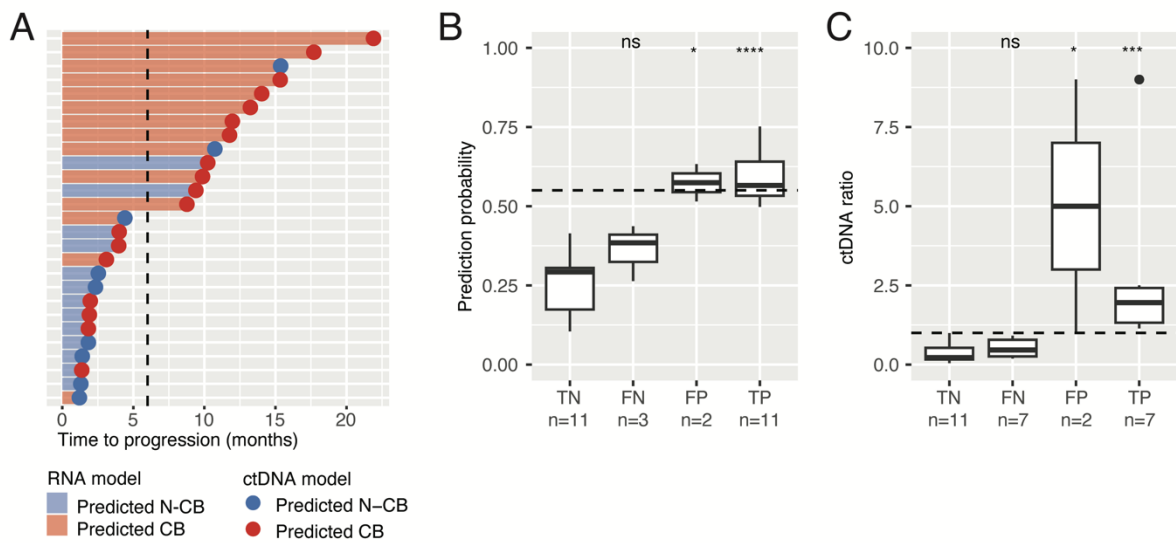 A
0
5
10
15
20
Time to progression (months)
RNA model
Predicted N-CB
Predicted CB
ctDNA model
Predicted N−CB
Predicted CB
B
Prediction probability
1.00
0.75
0.50
0.25
0.00
ns
*
****
TN
n=11
FN
n=3
FP
n=2
TP
n=11
C
ctDNA ratio
10.0
7.5
5.0
2.5
0.0
ns
*
***
TN
n=11
FN
n=7
FP
n=2
TP
n=7